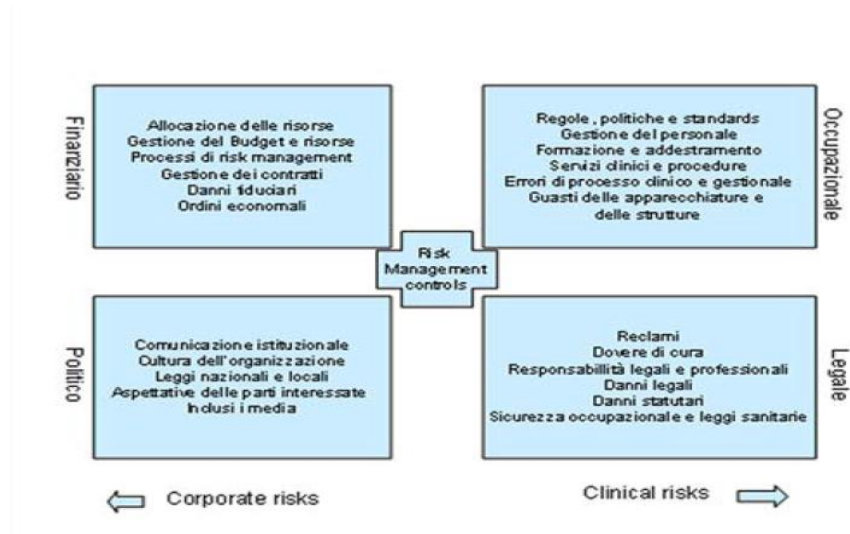 Finanziario
Allocazione delle risorse
Gestione del Budget e risorse
Processi di risk management
Gestione dei contratti
Danni fiduciari
Ordini economali
Regole, politiche e standards
Gestione del personale
Formazione e addestramento
Servizi clinici e procedure
Errori di processo clinico e gestionale
Guasti delle apparecchiature e
delle strutture
Occupazionale
Risk
Management
controls
Politico
Comunicazione istituzionale
Cultura dell'organizzazione
Leggi nazionali e locali
Aspettative delle parti interessate
Inclusi i media
Reclami
Dovere di cura
Responsabillità legali e professionali
Danni legali
Danni statutari
Sicurezza occupazionale e leggi sanitarie
Legale
Corporate risks
Clinical risks